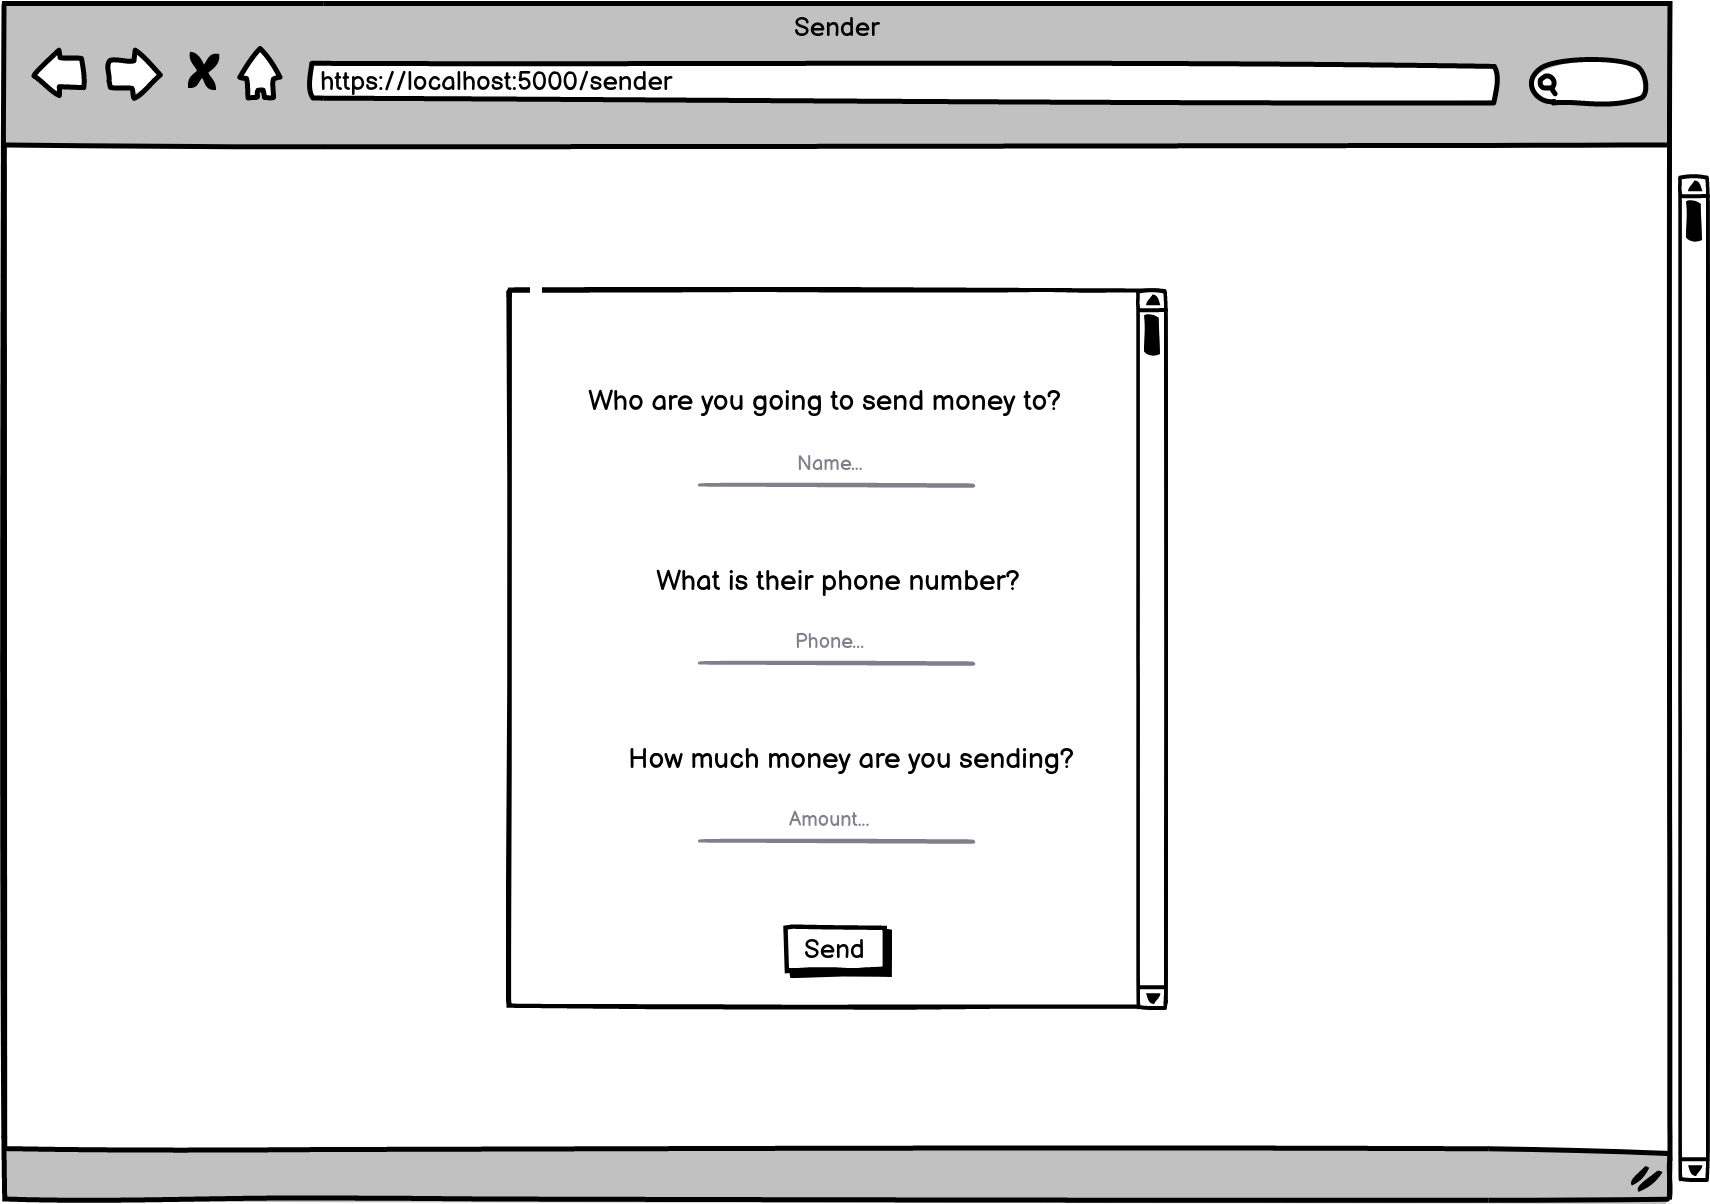 Sender
https://localhost:5000/sender
Who are you going to send money to?
Name...
What is their phone number?
Phone...
How much money are you sending?
Amount...
Send